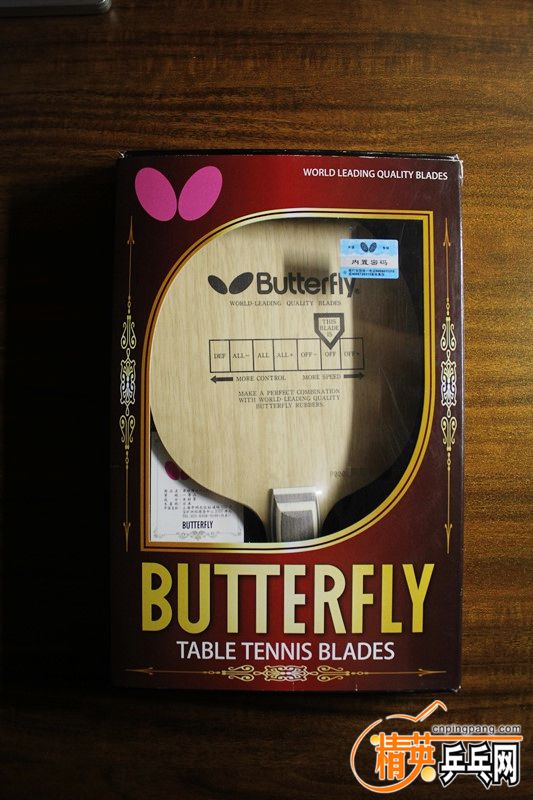 WORLD LEADING QUALITY BLADES
内置密码
Butterfly
WORLD-LEADING QUALITY BLADES
THIS
BLADE
IS
DEF ALL- ALL ALL+ OFF- OFF OFF+
MORE CONTROL MORE SPEED
MAKE A PERFECT COMBINATION
WITH WORLD LEADING QUALITY
BUTTERFLY RUBBERS.
BUTTERFLY
BUTTERFLY
TABLE TENNIS BLADES
cnpingpang.com
精英乒乓网